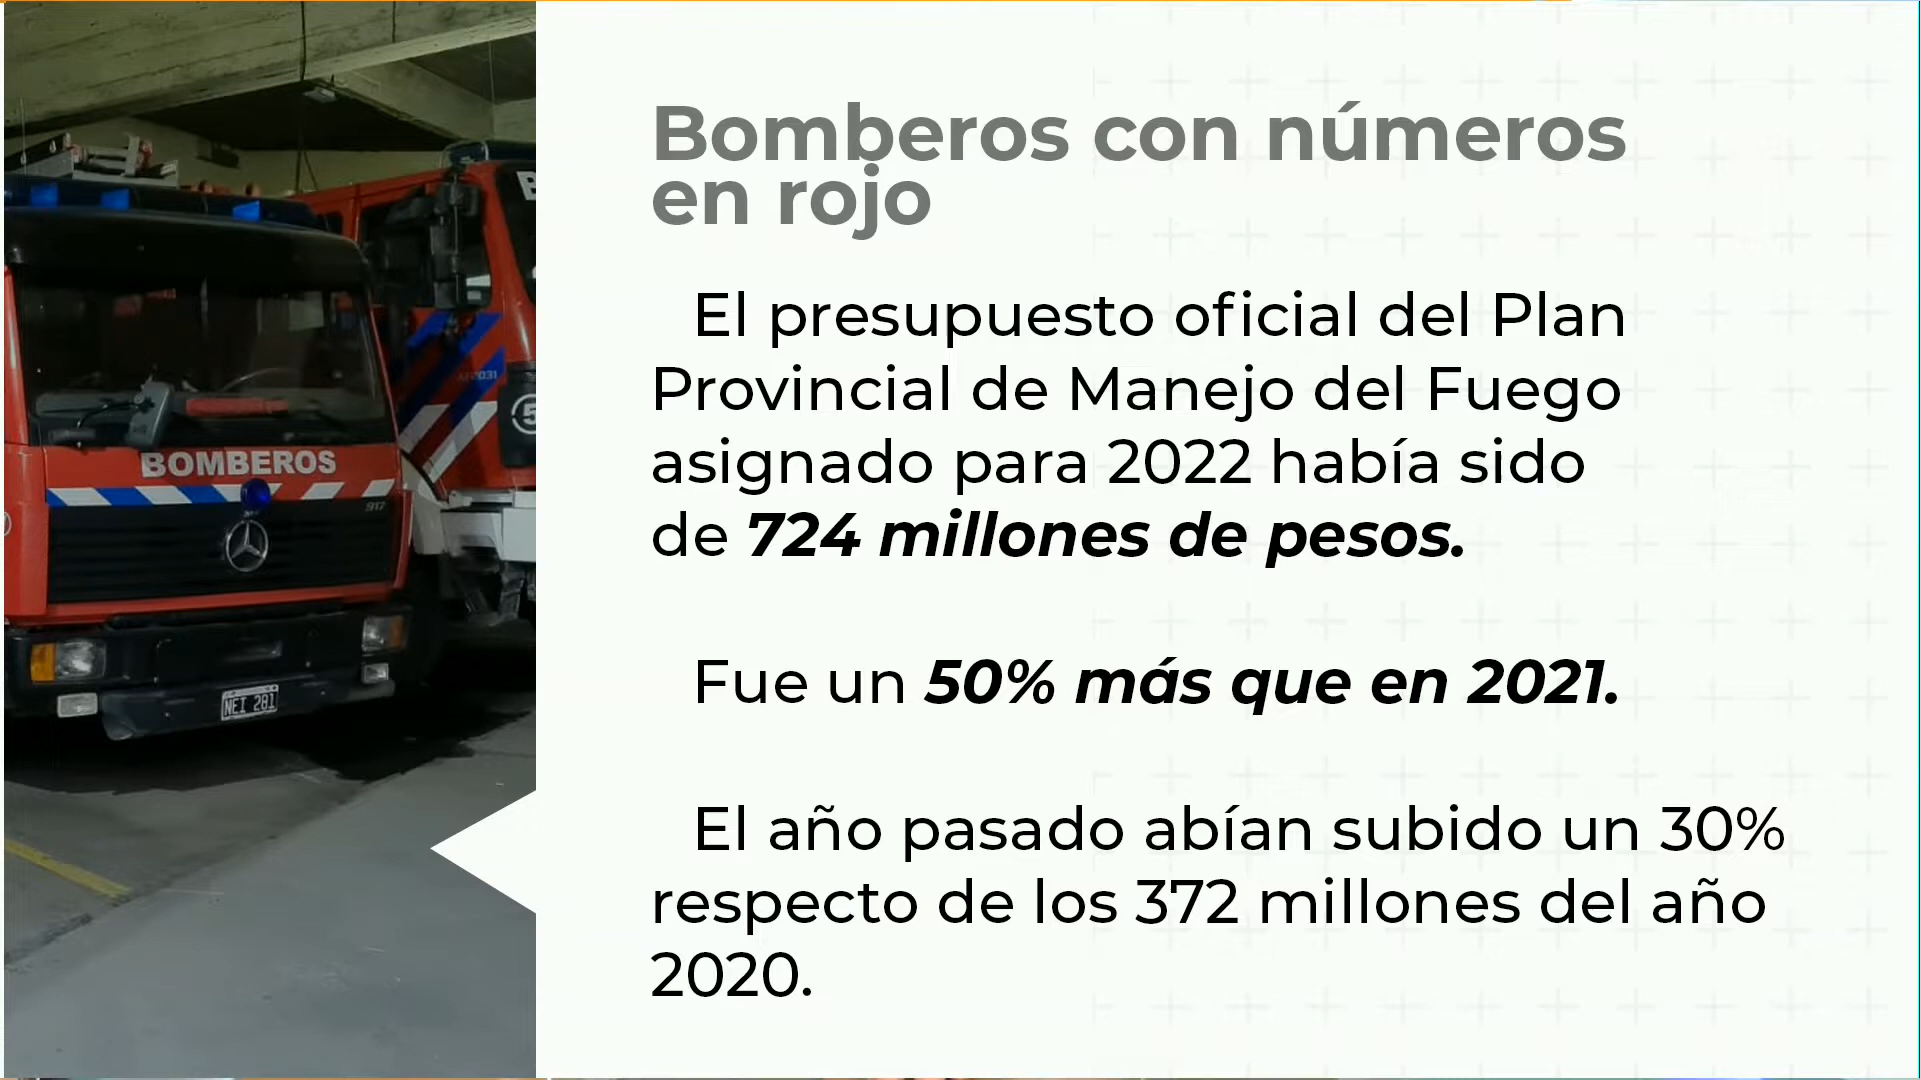 Bomberos con números
en rojo
El presupuesto oficial del Plan
Provincial de Manejo del Fuego
asignado para 2022 había sido
de 724 millones de pesos.
Fue un 50% más que en 2021.
El año pasado abían subido un 30%
respecto de los 372 millones del año
2020.
BOMBEROS
917
NEI 281
5